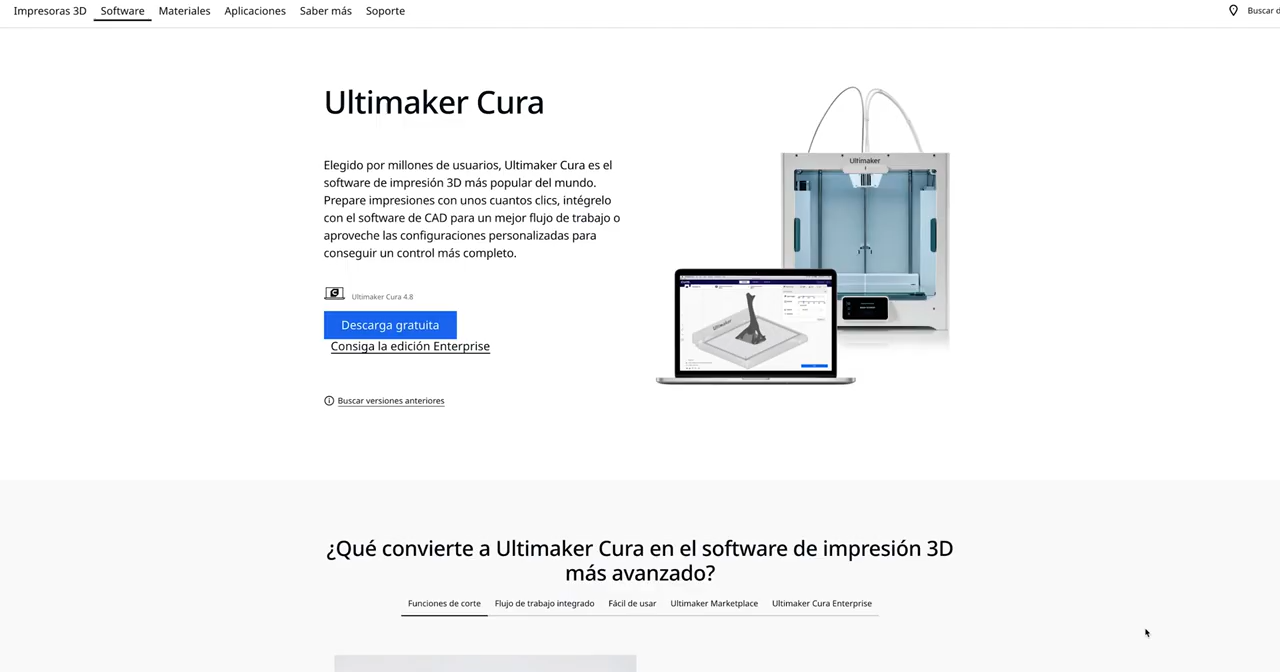 Impresoras 3D Software Materiales Aplicaciones Saber más Soporte Buscar d
Ultimaker Cura
Elegido por millones de usuarios, Ultimaker Cura es el
software de impresión 3D más popular del mundo.
Prepare impresiones con unos cuantos clics, intégrelo
con el software de CAD para un mejor flujo de trabajo o
aproveche las configuraciones personalizadas para
conseguir un control más completo.
Ultimaker Cura 4.8
Descarga gratuita
Consiga la edición Enterprise
Buscar versiones anteriores
Ultimaker
Ultimaker
¿Qué convierte a Ultimaker Cura en el software de impresión 3D
más avanzado?
Funciones de corte Flujo de trabajo integrado Fácil de usar Ultimaker Marketplace Ultimaker Cura Enterprise